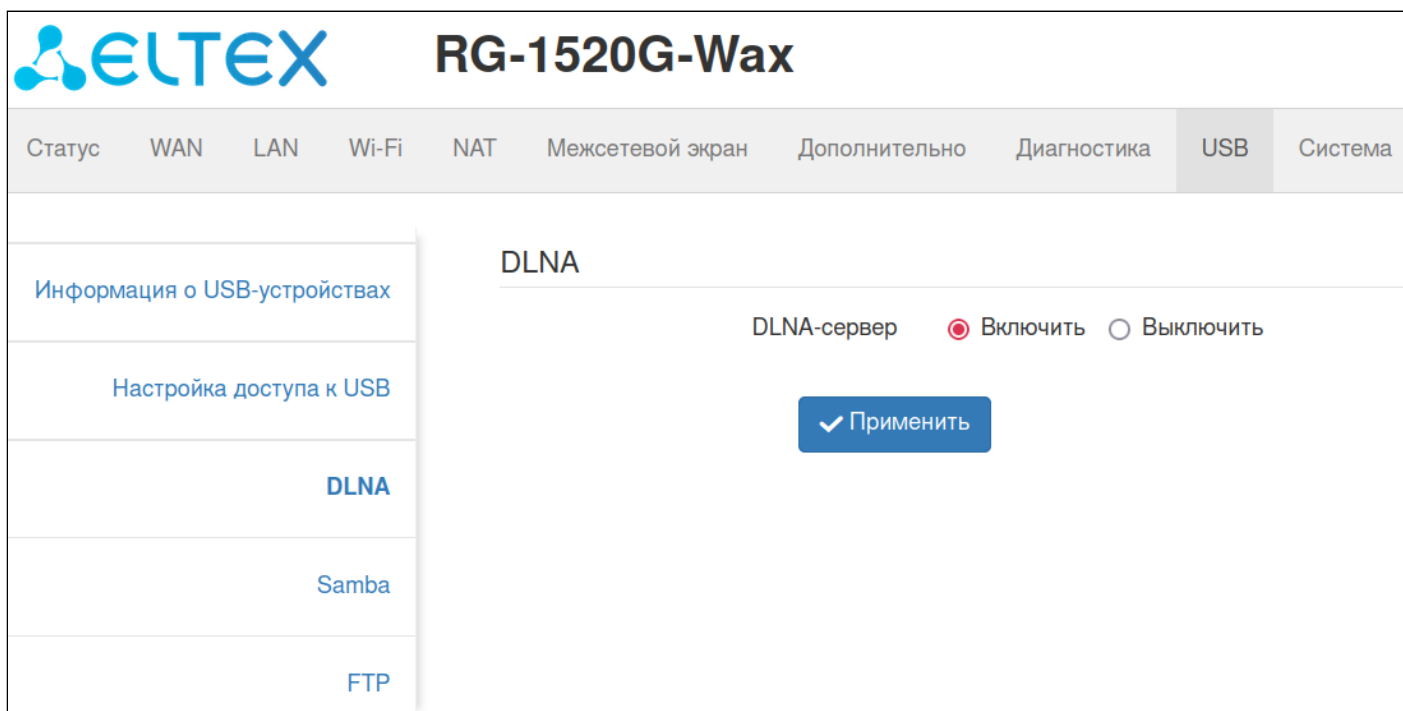 ELTEX RG-1520G-Wax
Статус WAN LAN Wi-Fi NAT Межсетевой экран Дополнительно Диагностика USB Система
Информация о USB-устройствах
Настройка доступа к USB
DLNA
Samba
FTP
DLNA
DLNA-сервер Включить Выключить
Применить